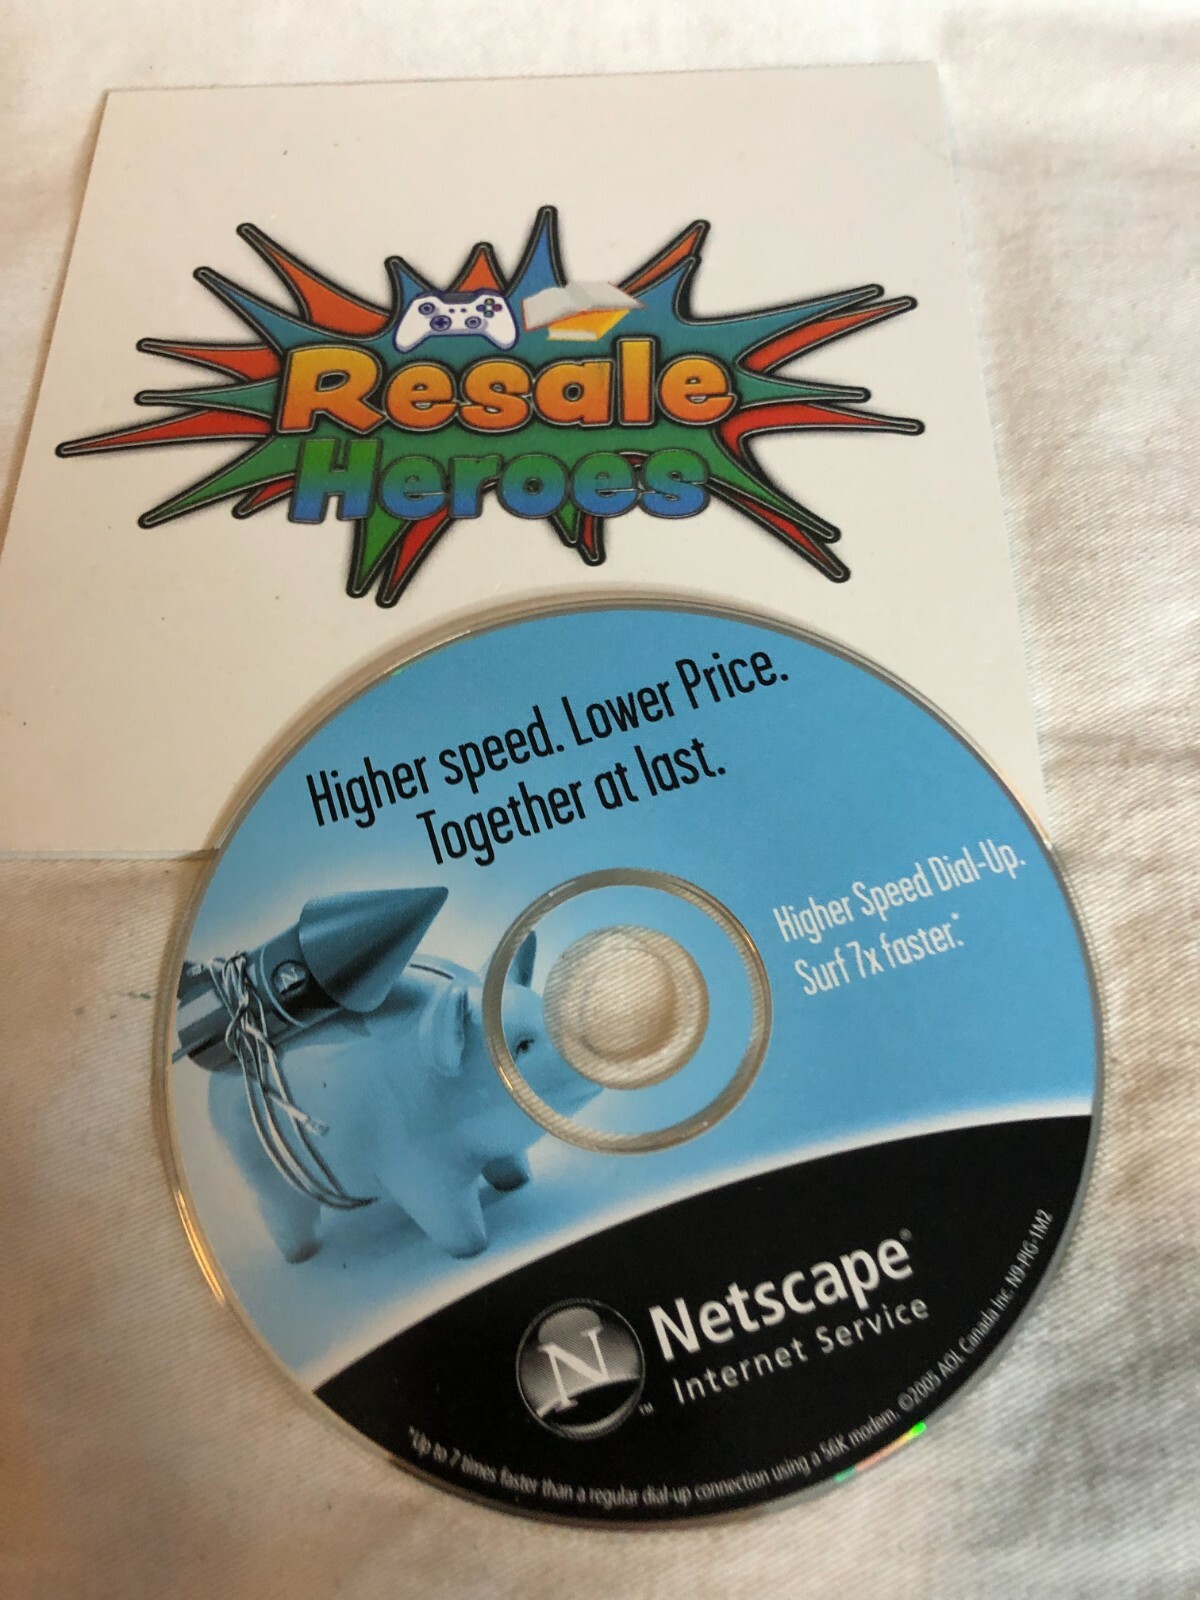 Resale
Heroes
Higher speed. Lower Price.
Together at last.
Higher Speed Dial-Up.
Surf 7x faster.*
N
N™
Netscape®
Internet Service
*Up to 7 times faster than a regular dial-up connection using a 56K modem. ©2005 AOL Canada Inc. N9-PIG-1M2